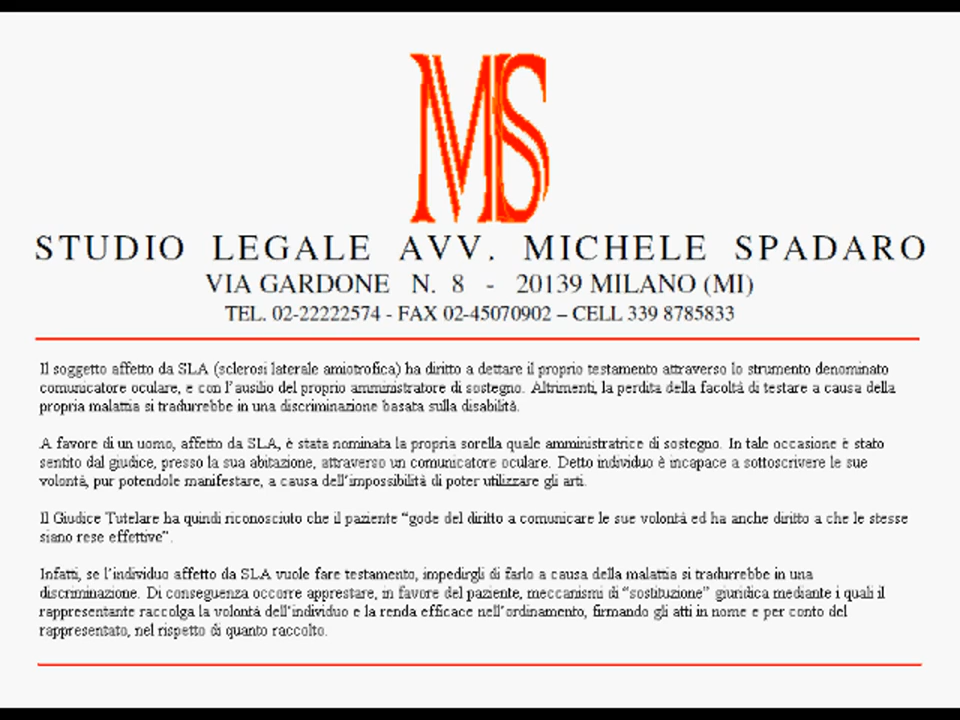 MS
STUDIO LEGALE AVV. MICHELE SPADARO
VIA GARDONE N. 8 - 20139 MILANO (MI)
TEL. 02-22222574 - FAX 02-45070902 – CELL 339 8785833
Il soggetto affetto da SLA (sclerosi laterale amiotrofica) ha diritto a dettare il proprio testamento attraverso lo strumento denominato
comunicatore oculare, e con l'ausilio del proprio amministratore di sostegno. Altrimenti, la perdita della facoltà di testare a causa della
propria malattia si tradurrebbe in una discriminazione basata sulla disabilità.
A favore di un uomo, affetto da SLA, è stata nominata la propria sorella quale amministratrice di sostegno. In tale occasione è stato
sentito dal giudice, presso la sua abitazione, attraverso un comunicatore oculare. Detto individuo è incapace a sottoscrivere le sue
volontà, pur potendole manifestare, a causa dell'impossibilità di poter utilizzare gli arti.
Il Giudice Tutelare ha quindi riconosciuto che il paziente "gode del diritto a comunicare le sue volontà ed ha anche diritto a che le stesse
siano rese effettive".
Infatti, se l'individuo affetto da SLA vuole fare testamento, impedirgli di farlo a causa della malattia si tradurrebbe in una
discriminazione. Di conseguenza occorre apprestare, in favore del paziente, meccanismi di "sostituzione" giuridica mediante i quali il
rappresentante raccolga la volontà dell'individuo e la renda efficace nell'ordinamento, firmando gli atti in nome e per conto del
rappresentato, nel rispetto di quanto raccolto.